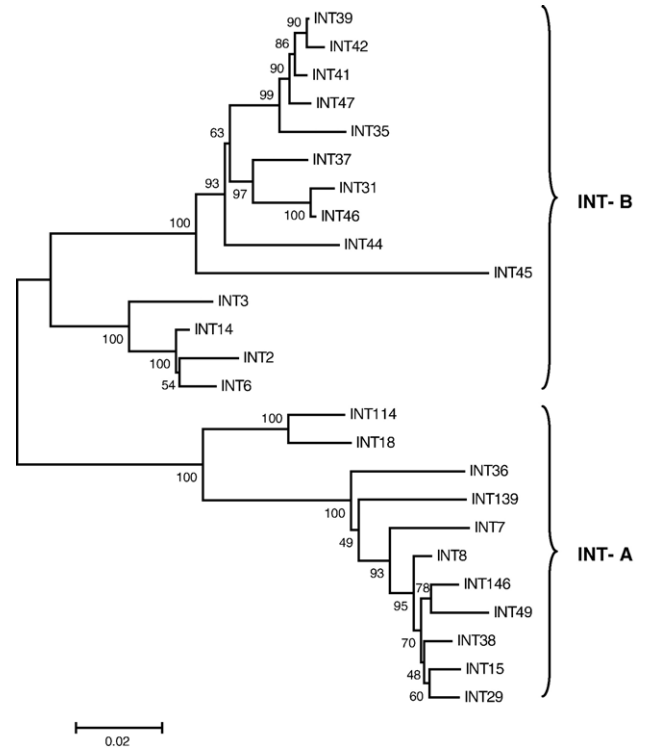 90 INT39
86 INT42
90 INT41
99 INT47
INT35
63
INT37
93 97 INT31
100 INT46
100 INT44
INT45
INT- B
INT3
100 INT14
100 INT2
54 INT6
100 INT114
INT18
100
INT36
100 INT139
49 INT7
93 INT8
95 78 INT146
INT49
70 INT38
48 INT15
60 INT29
INT- A
0.02